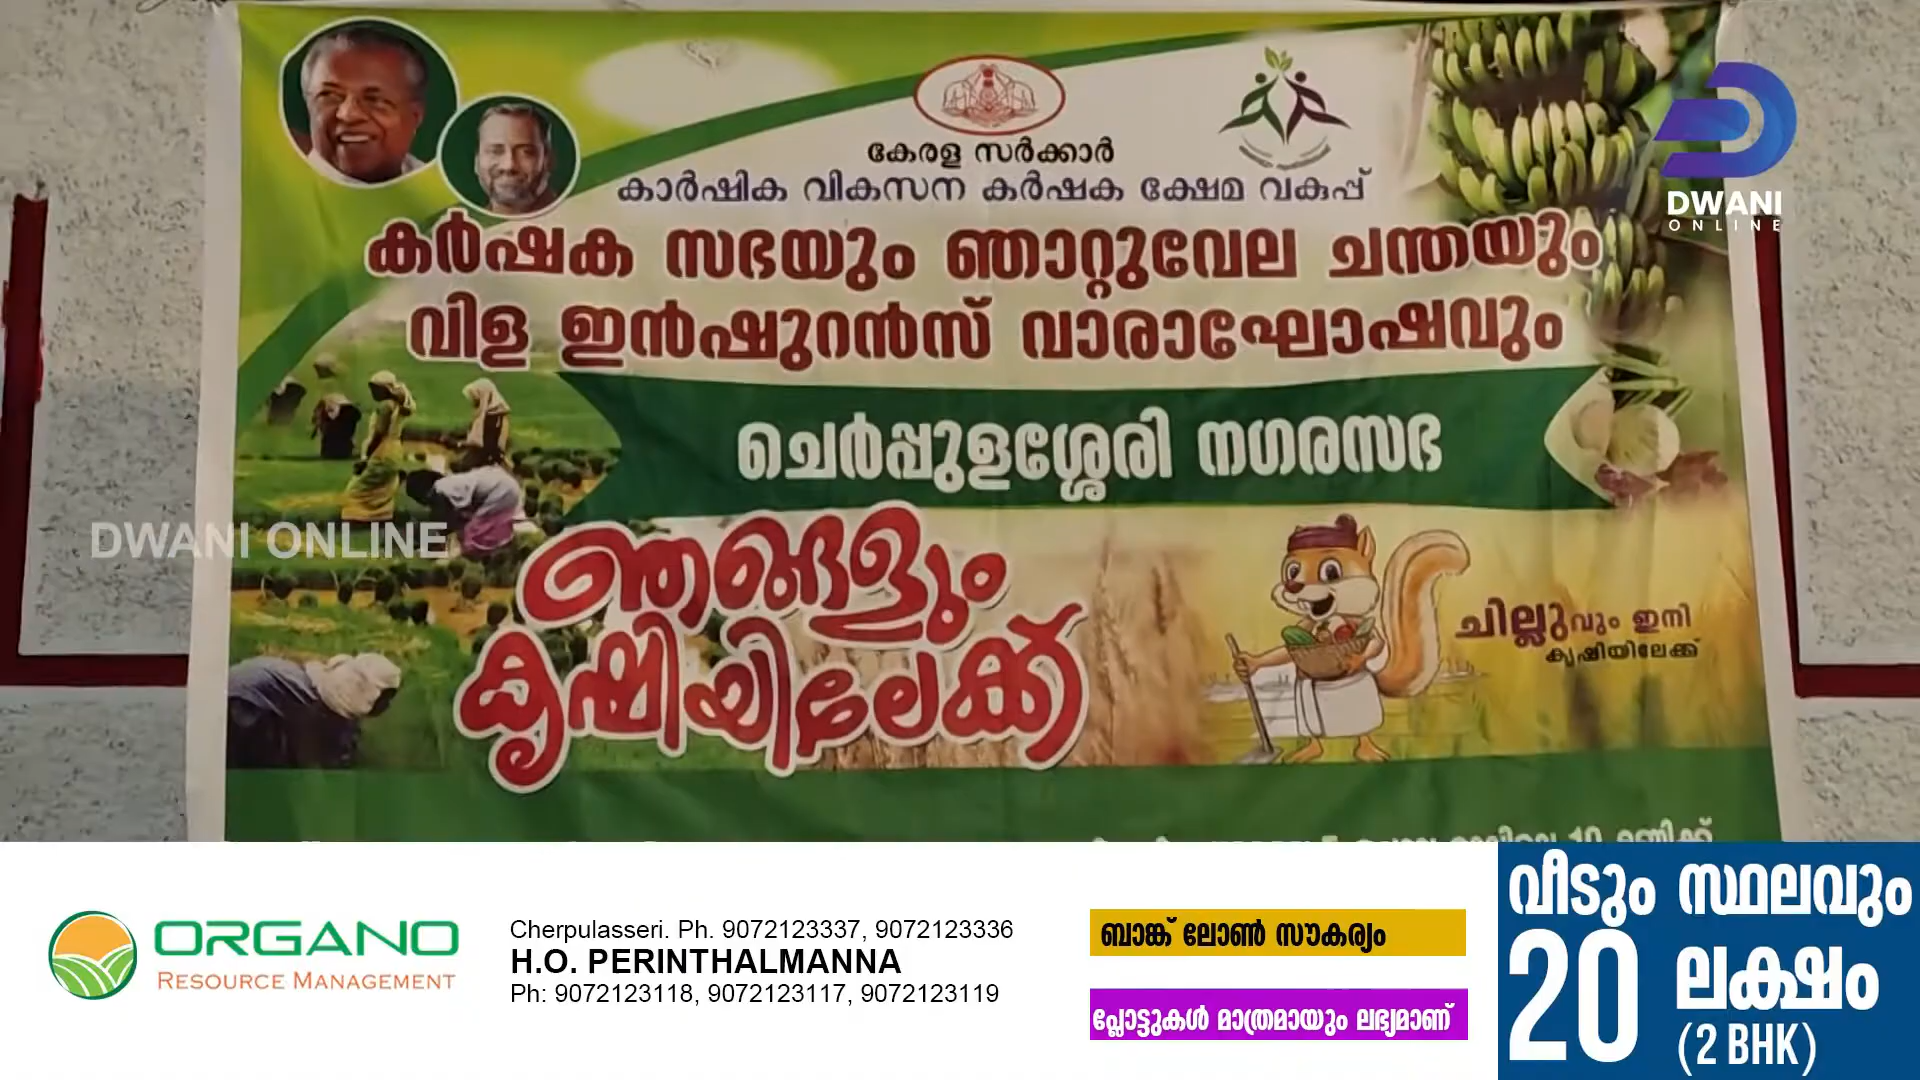 കേരള സർക്കാർ
കാർഷിക വികസന കർഷക ക്ഷേമ വകുപ്പ്
കർഷക സഭയും ഞാറ്റുവേല ചന്തയും
വിള ഇൻഷുറൻസ് വാരാഘോഷവും
ചെർപ്പുളശ്ശേരി നഗരസഭ
ഞങ്ങളും
കൃഷിയിലേക്ക്
ചില്ലുവും ഇനി
കൃഷിയിലേക്ക്
10 മണിക്ക്
DWANI
ONLINE
DWANI ONLINE
ORGANO
RESOURCE MANAGEMENT
Cherpulasseri. Ph. 9072123337, 9072123336
H.O. PERINTHALMANNA
Ph: 9072123118, 9072123117, 9072123119
ബാങ്ക് ലോൺ സൗകര്യം
പ്ലോട്ടുകൾ മാത്രമായും ലഭ്യമാണ്
വീടും സ്ഥലവും
20 ലക്ഷം
(2 BHK)